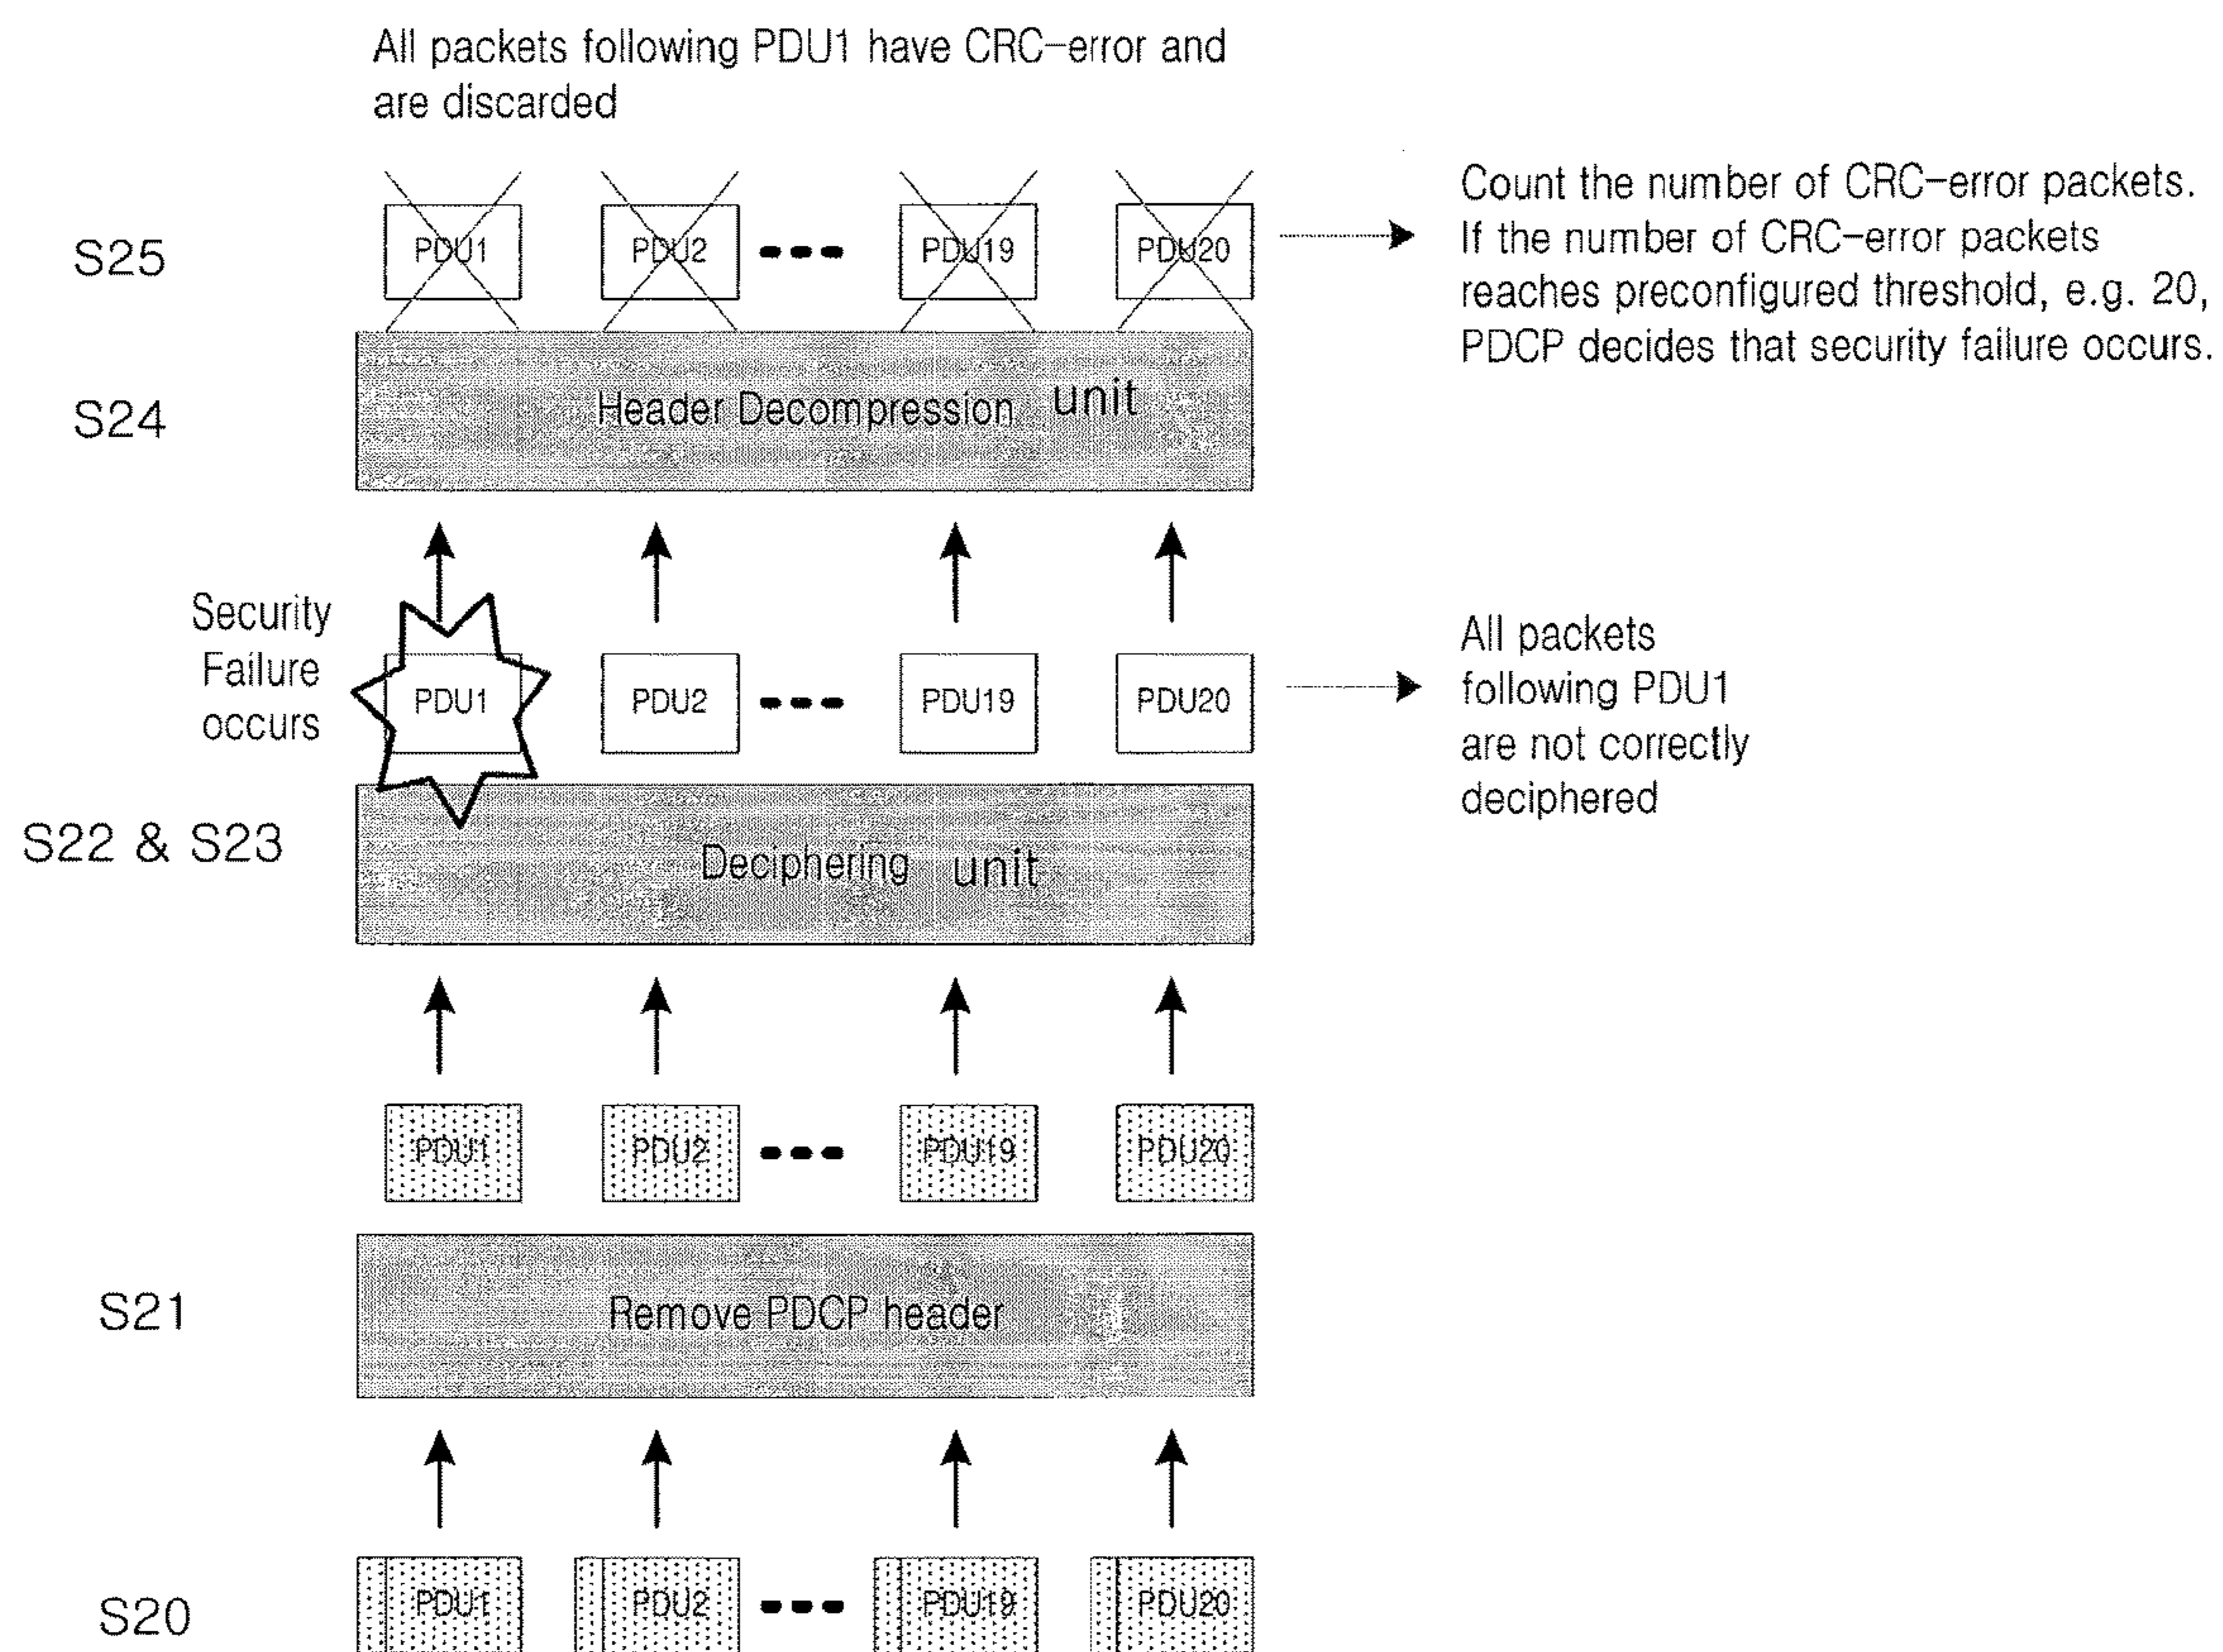 All packets following PDU1 have CRC-error and
are discarded
S25
PDU1 PDU2 PDU19 PDU20
Count the number of CRC-error packets.
If the number of CRC-error packets
reaches preconfigured threshold, e.g. 20,
PDCP decides that security failure occurs.
S24
Header Decompression unit
Security
Failure
occurs
PDU1 PDU2 PDU19 PDU20
All packets
following PDU1
are not correctly
deciphered
S22 & S23
Deciphering unit
PDU1 PDU2 PDU19 PDU20
S21
Remove PDCP header
S20
PDU1 PDU2 PDU19 PDU20